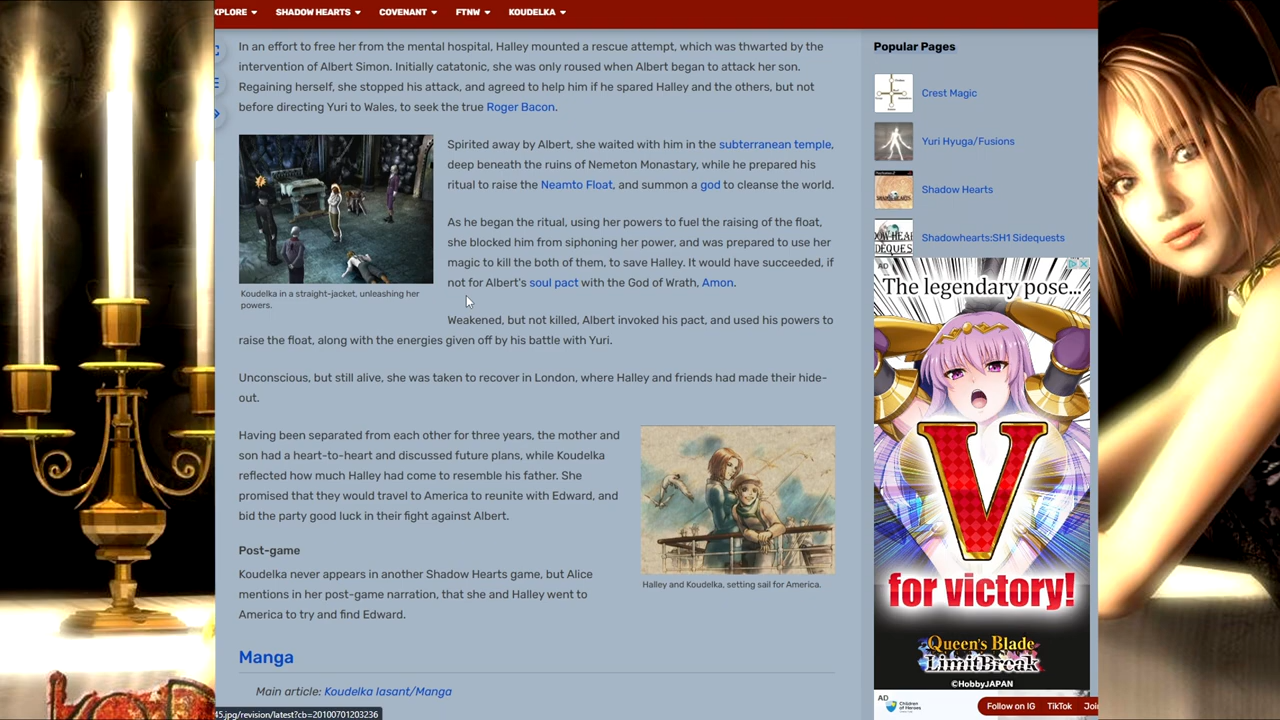 XPLORE
SHADOW HEARTS
COVENANT
FTNW
KOUDELKA
In an effort to free her from the mental hospital, Halley mounted a rescue attempt, which was thwarted by the
intervention of Albert Simon. Initially catatonic, she was only roused when Albert began to attack her son.
Regaining herself, she stopped his attack, and agreed to help him if he spared Halley and the others, but not
before directing Yuri to Wales, to seek the true Roger Bacon.
Spirited away by Albert, she waited with him in the subterranean temple,
deep beneath the ruins of Nemeton Monastary, while he prepared his
ritual to raise the Neamto Float, and summon a god to cleanse the world.
As he began the ritual, using her powers to fuel the raising of the float,
she blocked him from siphoning her power, and was prepared to use her
magic to kill the both of them, to save Halley. It would have succeeded, if
not for Albert's soul pact with the God of Wrath, Amon.
Koudelka in a straight-jacket, unleashing her
powers.
Weakened, but not killed, Albert invoked his pact, and used his powers to
raise the float, along with the energies given off by his battle with Yuri.
Unconscious, but still alive, she was taken to recover in London, where Halley and friends had made their hide-
out.
Having been separated from each other for three years, the mother and
son had a heart-to-heart and discussed future plans, while Koudelka
reflected how much Halley had come to resemble his father. She
promised that they would travel to America to reunite with Edward, and
bid the party good luck in their fight against Albert.
Halley and Koudelka, setting sail for America.
Post-game
Koudelka never appears in another Shadow Hearts game, but Alice
mentions in her post-game narration, that she and Halley went to
America to try and find Edward.
Manga
Main article: Koudelka Iasant/Manga
45.jpg/revision/latest?cb=20100701203236
Popular Pages
Crest Magic
Yuri Hyuga/Fusions
Shadow Hearts
Shadowhearts:SH1 Sidequests
AD
The legendary pose...
V
for victory!
Queen's Blade
LimitBreak
©HobbyJAPAN
AD
Children
of Heroes
Follow on IG
TikTok
Joi